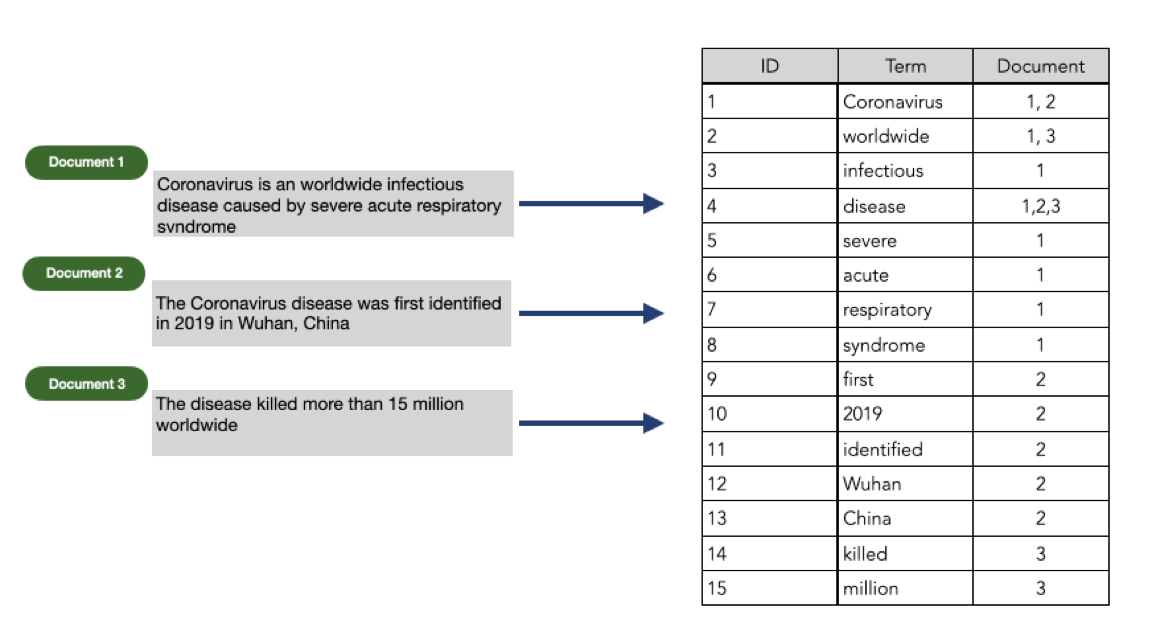 Document 1
Coronavirus is an worldwide infectious
disease caused by severe acute respiratory
syndrome
Document 2
The Coronavirus disease was first identified
in 2019 in Wuhan, China
Document 3
The disease killed more than 15 million
worldwide
ID Term Document
1 Coronavirus 1, 2
2 worldwide 1, 3
3 infectious 1
4 disease 1,2,3
5 severe 1
6 acute 1
7 respiratory 1
8 syndrome 1
9 first 2
10 2019 2
11 identified 2
12 Wuhan 2
13 China 2
14 killed 3
15 million 3